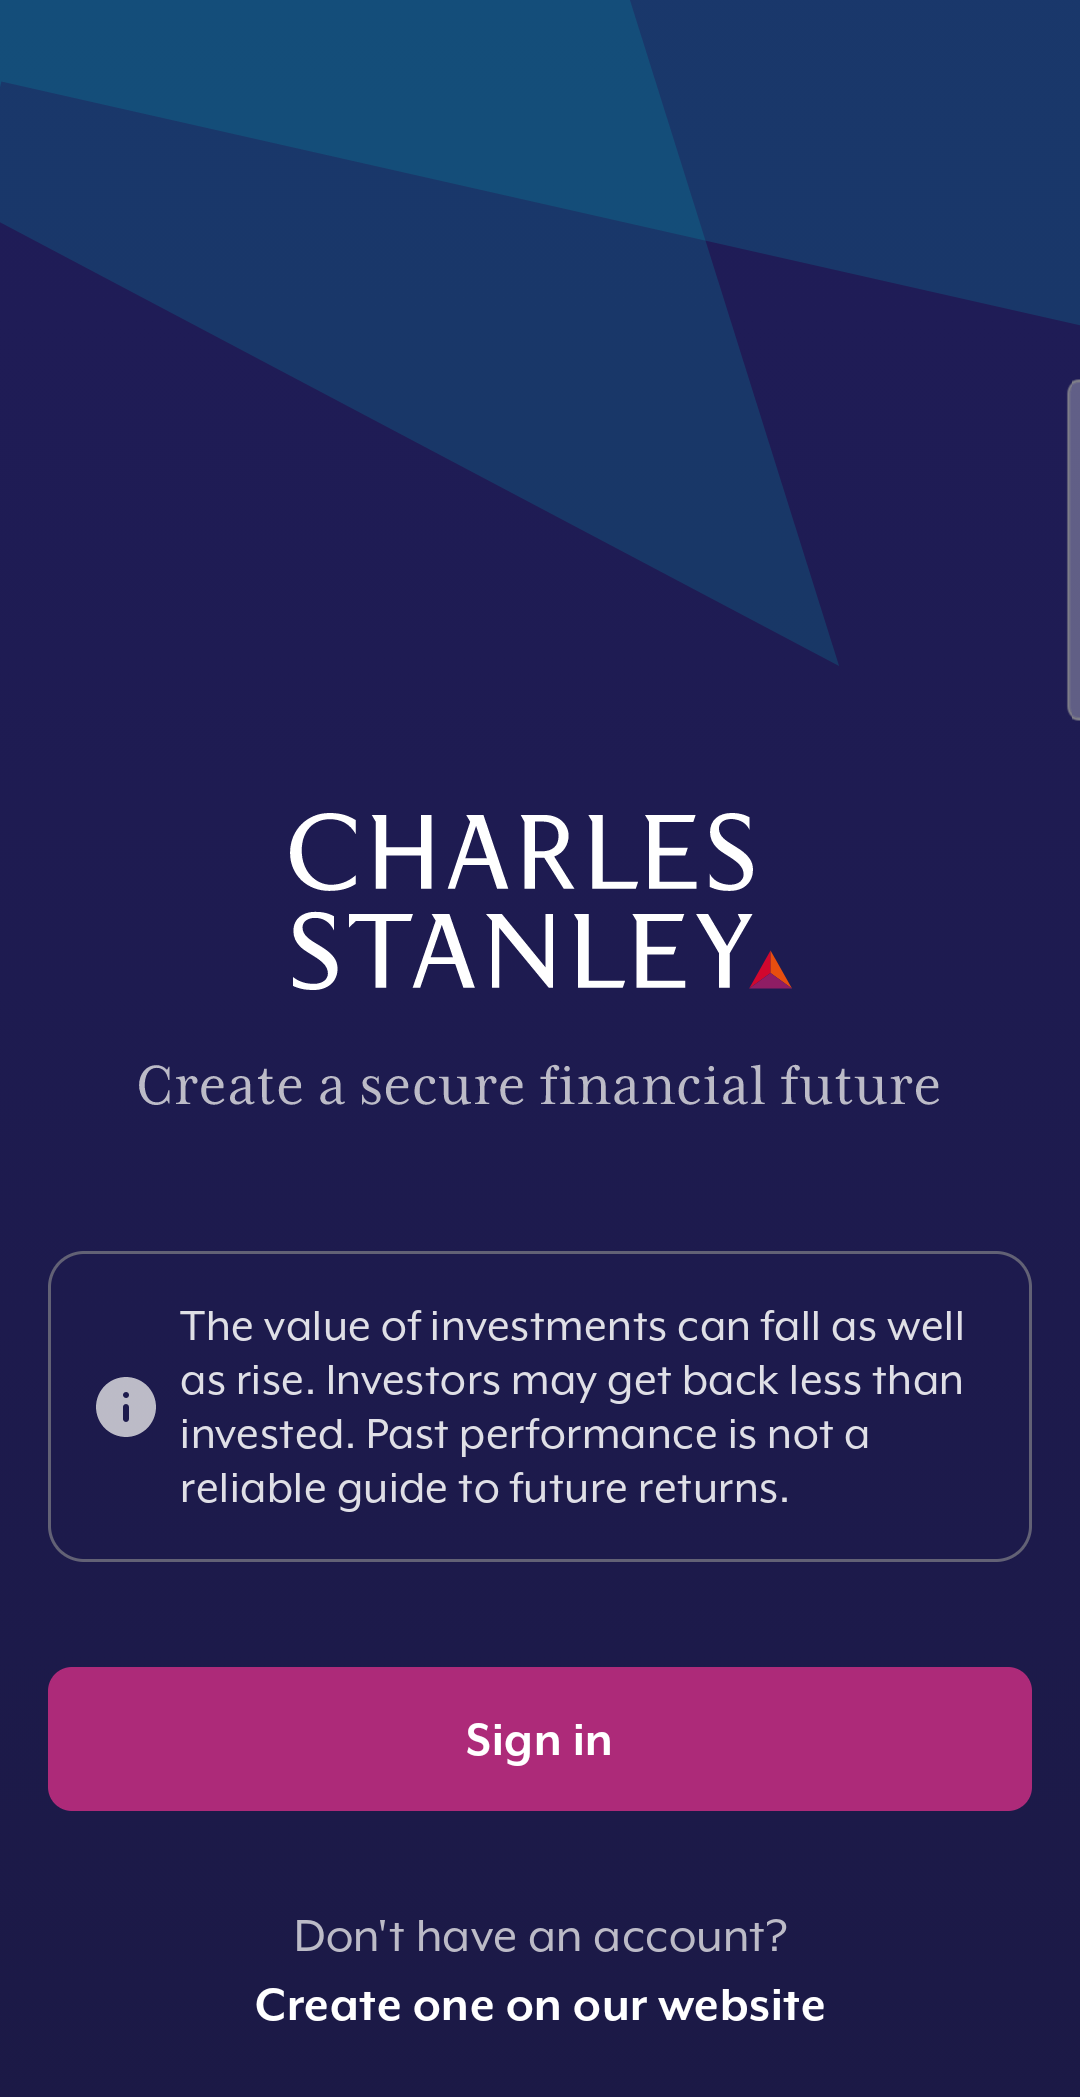 CHARLES
STANLEY
Create a secure financial future
The value of investments can fall as well
as rise. Investors may get back less than
invested. Past performance is not a
reliable guide to future returns.
Sign in
Don't have an account?
Create one on our website